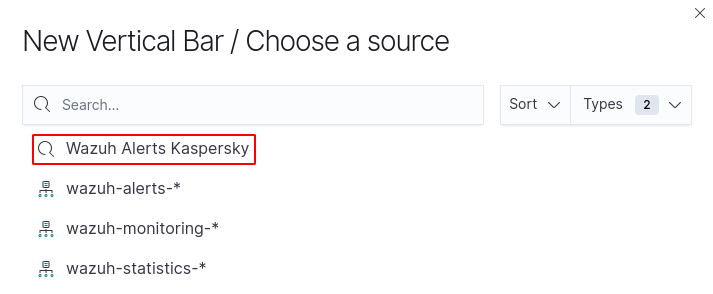 New Vertical Bar / Choose a source
Search...
Sort
Types 2
Wazuh Alerts Kaspersky
wazuh-alerts-*
wazuh-monitoring-*
wazuh-statistics-*